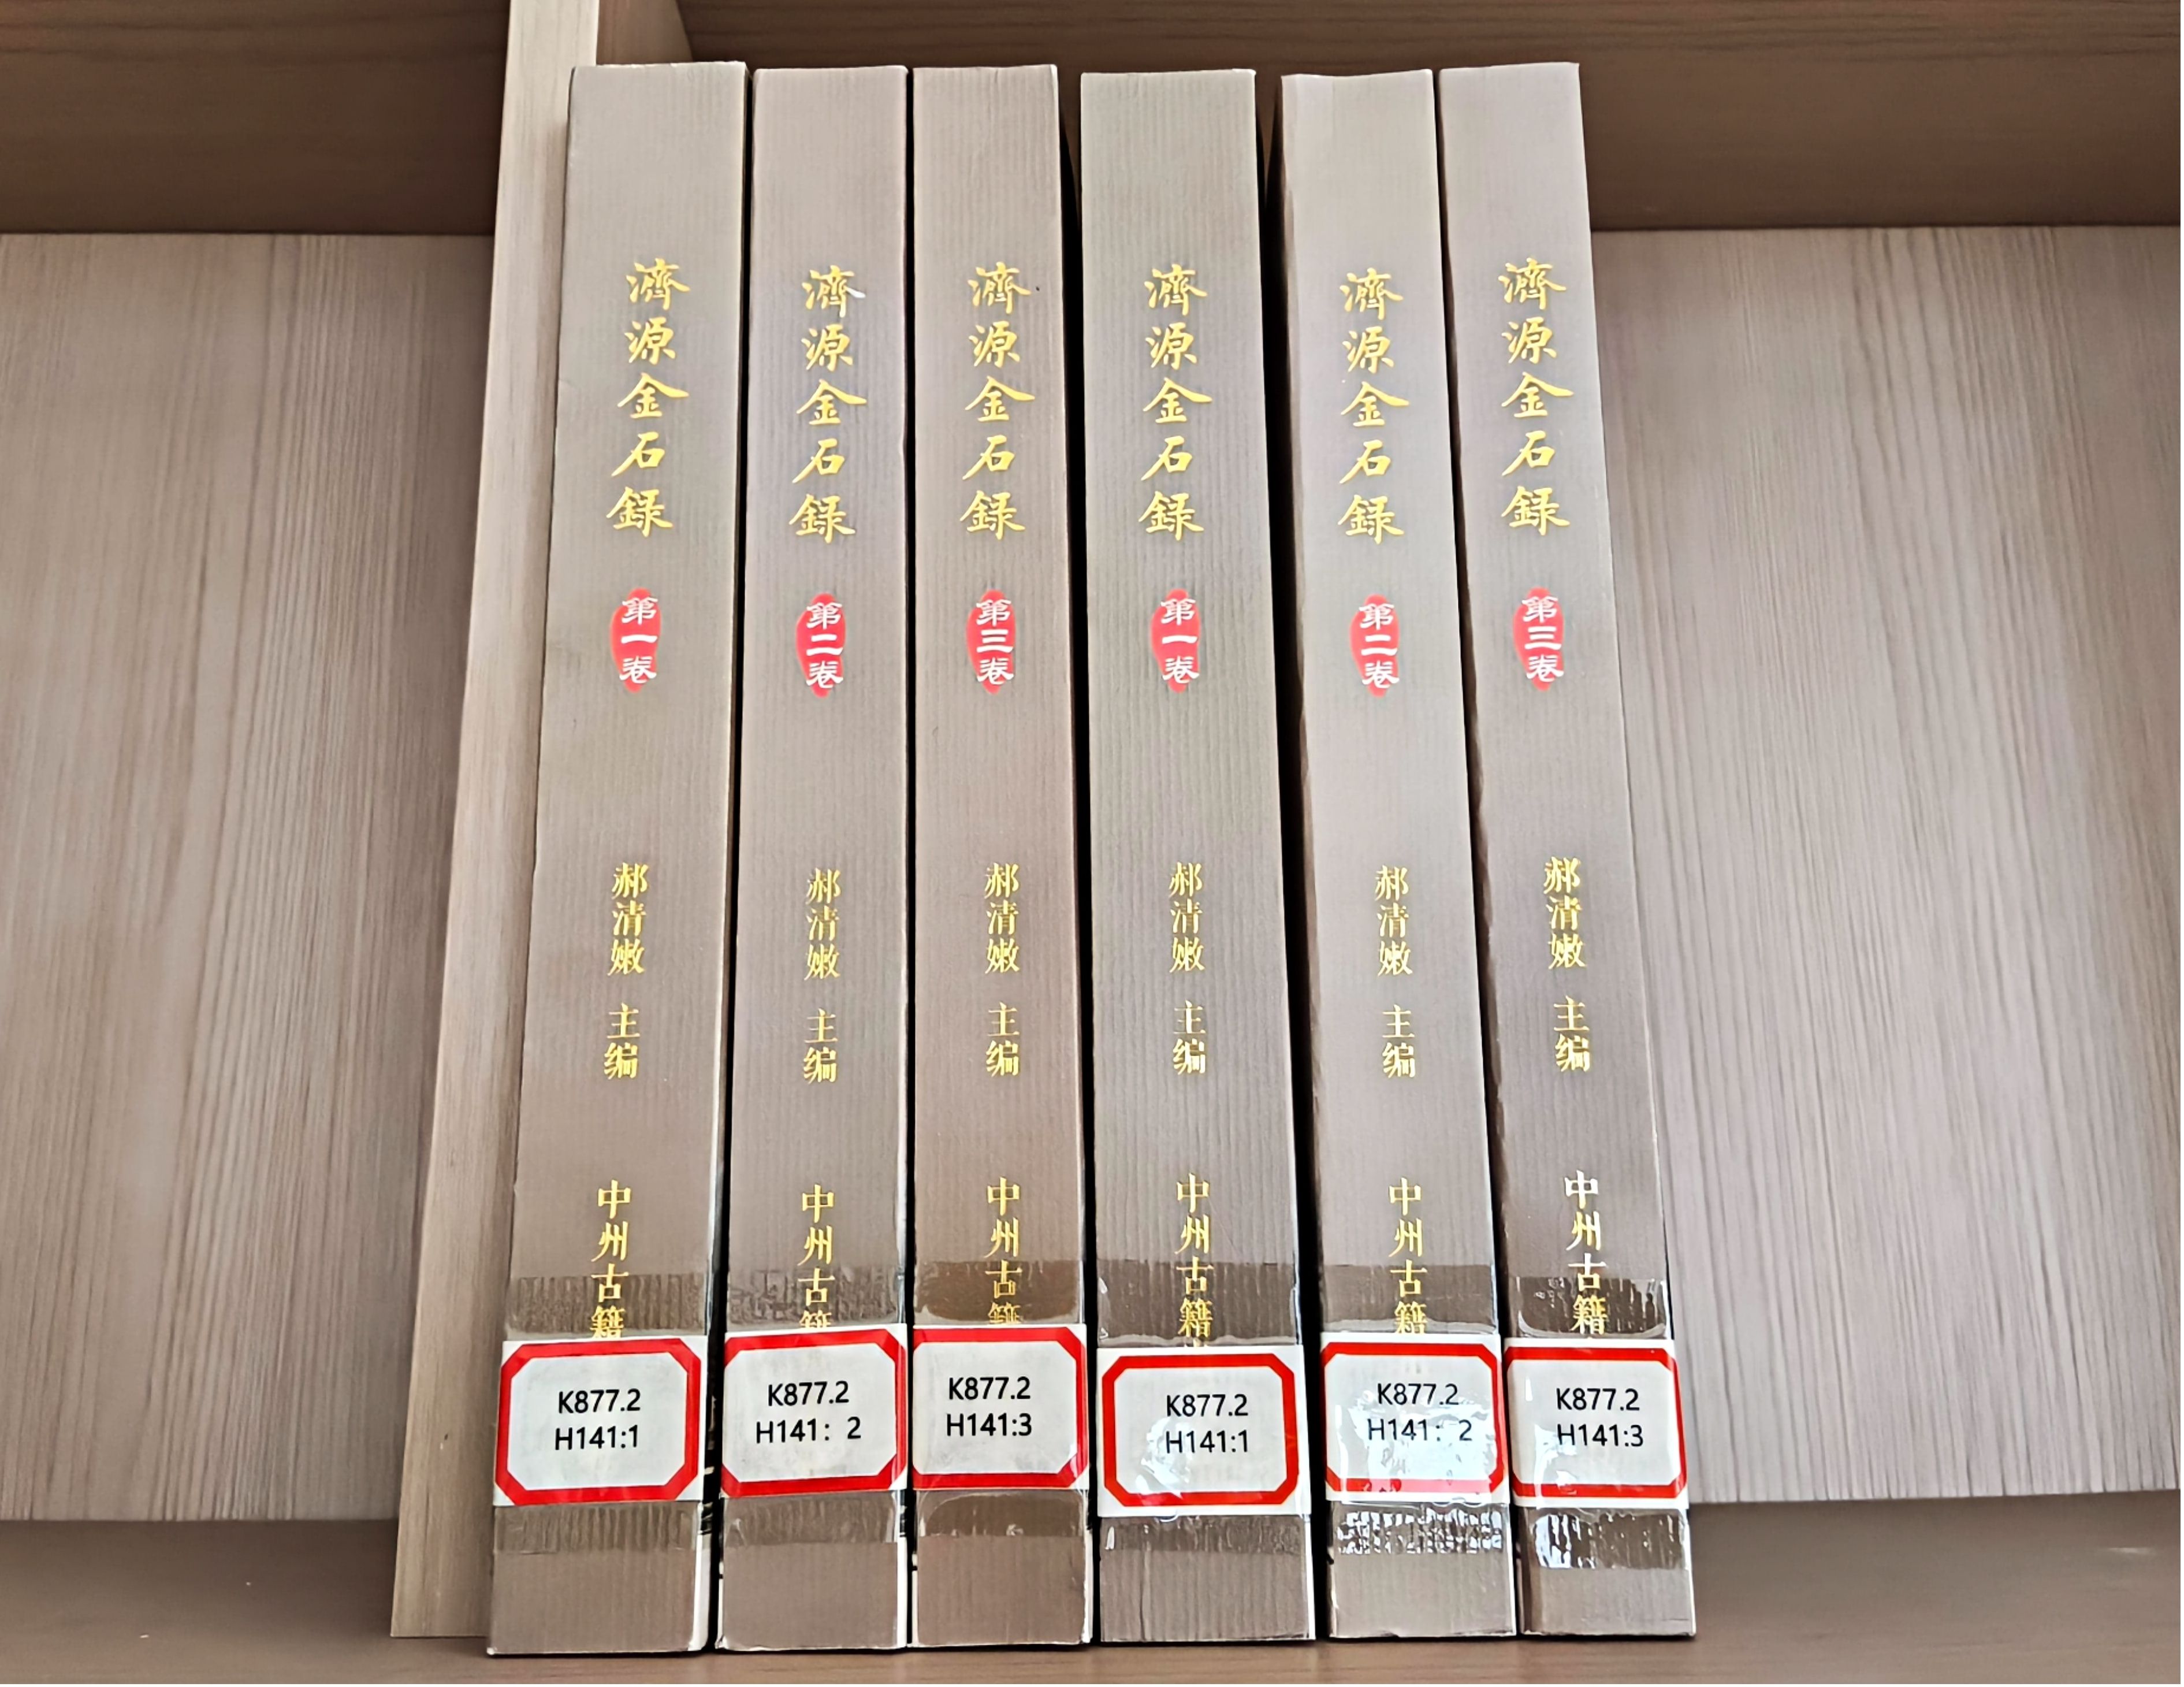 濟源金石録
第一卷
郝清嫩 主编
中州古籍
K877.2
H141:1
濟源金石録
第二卷
郝清嫩 主编
中州古籍
K877.2
H141：2
濟源金石録
第三卷
郝清嫩 主编
中州古籍
K877.2
H141:3
濟源金石録
第一卷
郝清嫩 主编
中州古籍
K877.2
H141:1
濟源金石録
第二卷
郝清嫩 主编
中州古籍
K877.2
H141：2
濟源金石録
第三卷
郝清嫩 主编
中州古籍
K877.2
H141:3